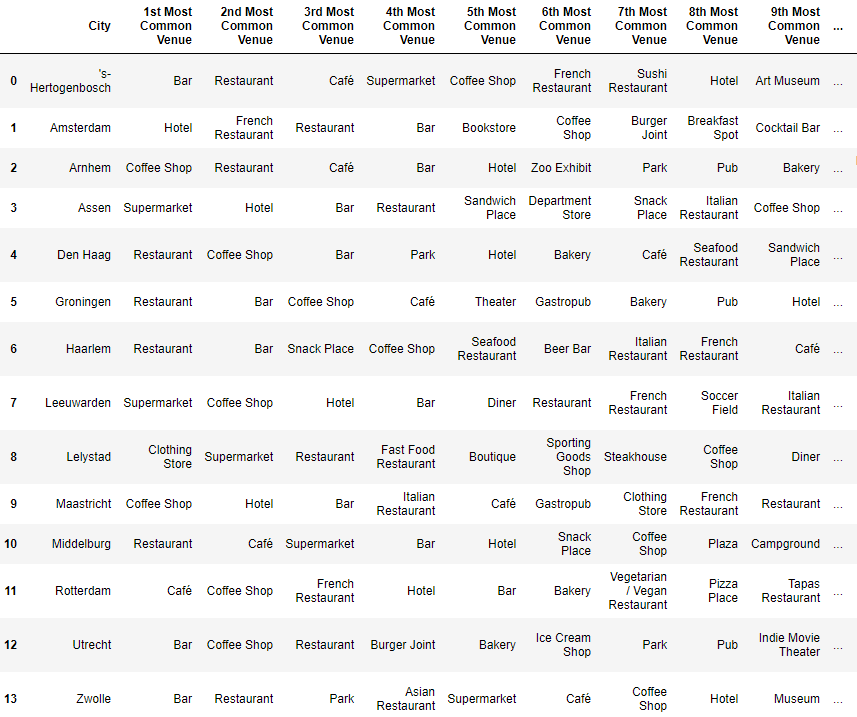 City 1st Most Common Venue 2nd Most Common Venue 3rd Most Common Venue 4th Most Common Venue 5th Most Common Venue 6th Most Common Venue 7th Most Common Venue 8th Most Common Venue 9th Most Common Venue ...
0 's-Hertogenbosch Bar Restaurant Café Supermarket Coffee Shop French Restaurant Sushi Restaurant Hotel Art Museum ...
1 Amsterdam Hotel French Restaurant Restaurant Bar Bookstore Coffee Shop Burger Joint Breakfast Spot Cocktail Bar ...
2 Arnhem Coffee Shop Restaurant Café Bar Hotel Zoo Exhibit Park Pub Bakery ...
3 Assen Supermarket Hotel Bar Restaurant Sandwich Place Department Store Snack Place Italian Restaurant Coffee Shop ...
4 Den Haag Restaurant Coffee Shop Bar Park Hotel Bakery Café Seafood Restaurant Sandwich Place ...
5 Groningen Restaurant Bar Coffee Shop Café Theater Gastropub Bakery Pub Hotel ...
6 Haarlem Restaurant Bar Snack Place Coffee Shop Seafood Restaurant Beer Bar Italian Restaurant French Restaurant Café ...
7 Leeuwarden Supermarket Coffee Shop Hotel Bar Diner Restaurant French Restaurant Soccer Field Italian Restaurant ...
8 Lelystad Clothing Store Supermarket Restaurant Fast Food Restaurant Boutique Sporting Goods Shop Steakhouse Coffee Shop Diner ...
9 Maastricht Coffee Shop Hotel Bar Italian Restaurant Café Gastropub Clothing Store French Restaurant Restaurant ...
10 Middelburg Restaurant Café Supermarket Bar Hotel Snack Place Coffee Shop Plaza Campground ...
11 Rotterdam Café Coffee Shop French Restaurant Hotel Bar Bakery Vegetarian / Vegan Restaurant Pizza Place Tapas Restaurant ...
12 Utrecht Bar Coffee Shop Restaurant Burger Joint Bakery Ice Cream Shop Park Pub Indie Movie Theater ...
13 Zwolle Bar Restaurant Park Asian Restaurant Supermarket Café Coffee Shop Hotel Museum ...